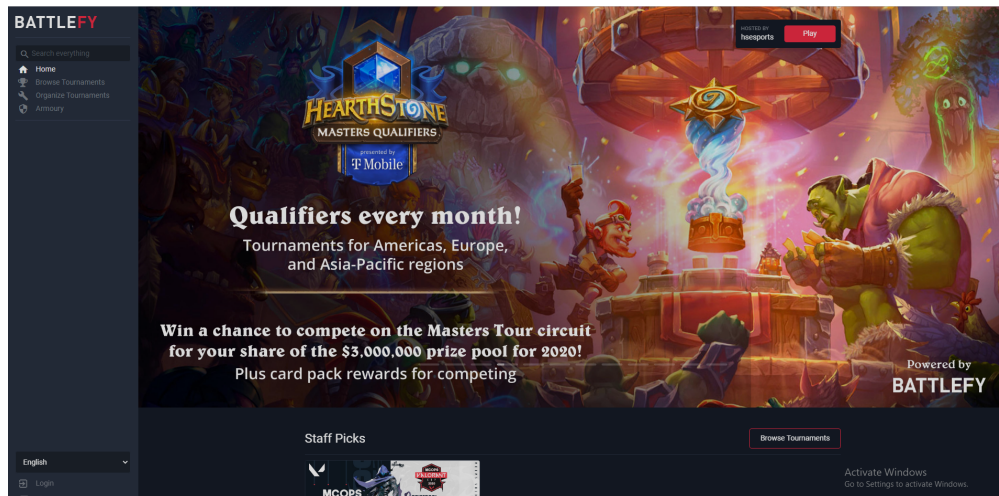 BATTLEFY
Search everything
Home
Browse Tournaments
Organize Tournaments
Armoury
HOSTED BY
hsesports
Play
HEARTHSTONE
MASTERS QUALIFIERS
presented by
T Mobile
Qualifiers every month!
Tournaments for Americas, Europe,
and Asia-Pacific regions
Win a chance to compete on the Masters Tour circuit
for your share of the $3,000,000 prize pool for 2020!
Plus card pack rewards for competing
Powered by
BATTLEFY
Staff Picks
Browse Tournaments
MCOPS
VALORANT
MCOPS
English
Login
Activate Windows
Go to Settings to activate Windows.